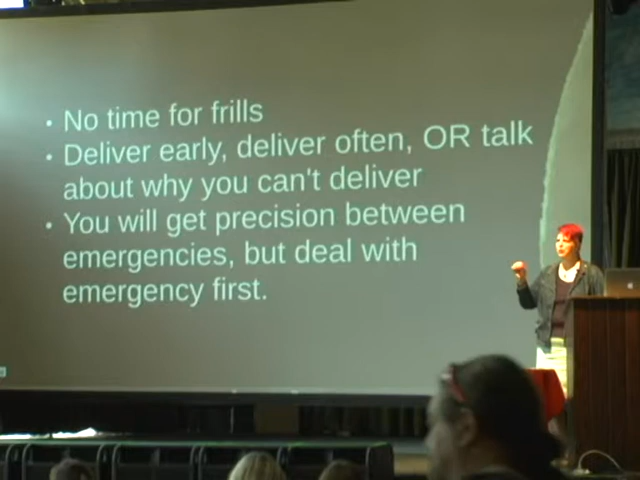 • No time for frills
• Deliver early, deliver often, OR talk
about why you can't deliver
• You will get precision between
emergencies, but deal with
emergency first.